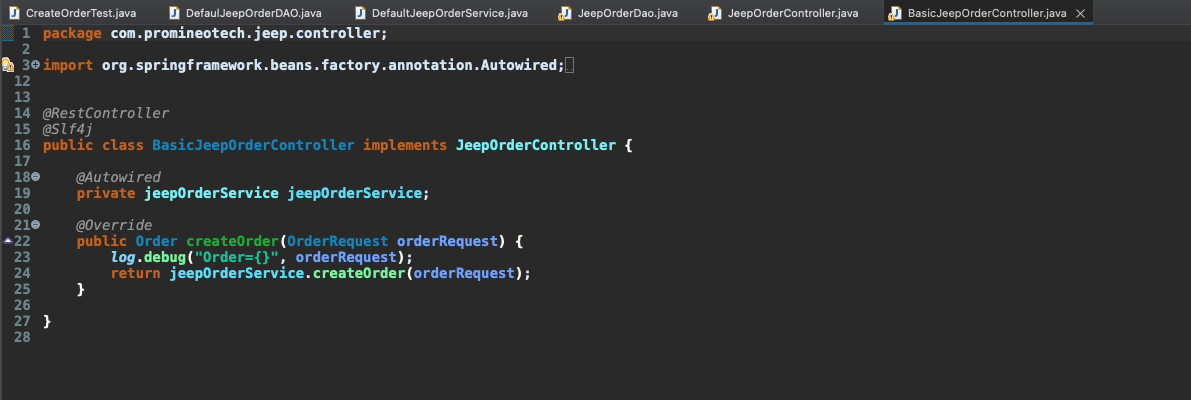 CreateOrderTest.java DefaulJeepOrderDAO.java DefaultJeepOrderService.java JeepOrderDao.java JeepOrderController.java BasicJeepOrderController.java
1 package com.promineotech.jeep.controller;
2
3 import org.springframework.beans.factory.annotation.Autowired;
12
13
14 @RestController
15 @Slf4j
16 public class BasicJeepOrderController implements JeepOrderController {
17
18 @Autowired
19 private jeepOrderService jeepOrderService;
20
21 @Override
22 public Order createOrder(OrderRequest orderRequest) {
23 log.debug("Order={}", orderRequest);
24 return jeepOrderService.createOrder(orderRequest);
25 }
26
27 }
28